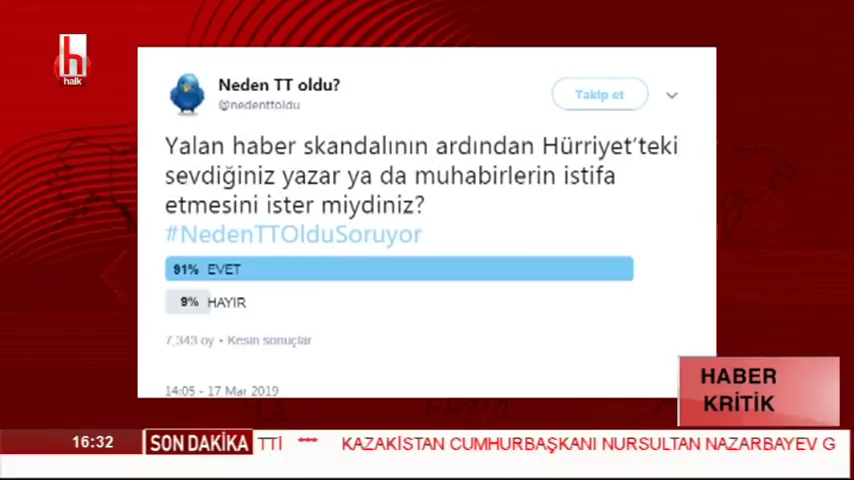 h
halk
Neden TT oldu?
@nedenttoldu
Takip et
Yalan haber skandalının ardından Hürriyet'teki
sevdiğiniz yazar ya da muhabirlerin istifa
etmesini ister miydiniz?
#NedenTTOlduSoruyor
91% EVET
9% HAYIR
7,343 oy • Kesin sonuçlar
14:05 - 17 Mar 2019
HABER
KRİTİK
16:32 SON DAKİKA TTİ *** KAZAKİSTAN CUMHURBAŞKANI NURSULTAN NAZARBAYEV G